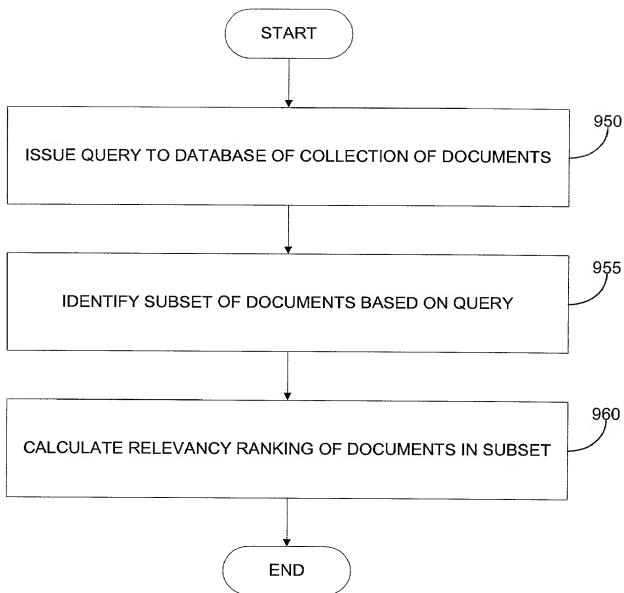 START
950
ISSUE QUERY TO DATABASE OF COLLECTION OF DOCUMENTS
955
IDENTIFY SUBSET OF DOCUMENTS BASED ON QUERY
960
CALCULATE RELEVANCY RANKING OF DOCUMENTS IN SUBSET
END